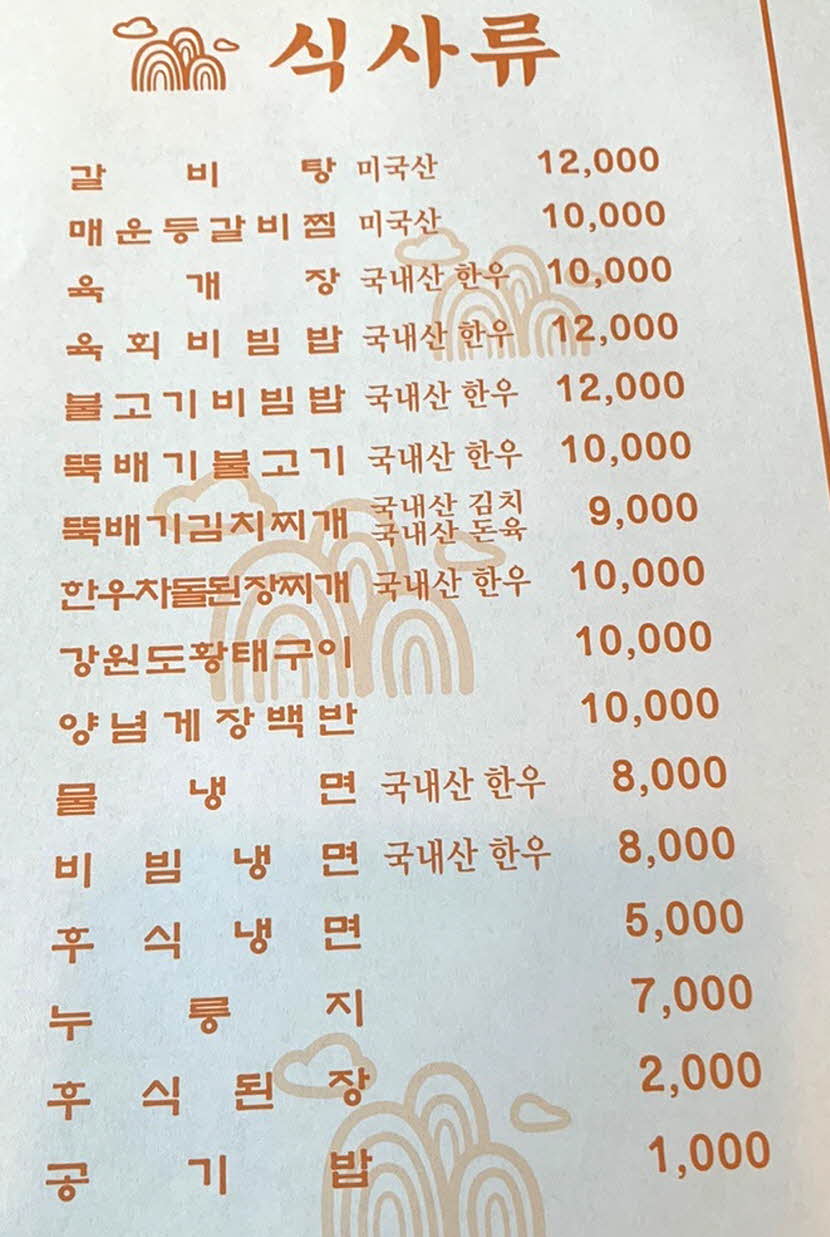 식사류
갈비탕 미국산 12,000
매운등갈비찜 미국산 10,000
육개장 국내산 한우 10,000
육회비빔밥 국내산 한우 12,000
불고기비빔밥 국내산 한우 12,000
뚝배기불고기 국내산 한우 10,000
뚝배기김치찌개 국내산 김치 국내산 돈육 9,000
한우차돌된장찌개 국내산 한우 10,000
강원도황태구이 10,000
양념게장백반 10,000
물냉면 국내산 한우 8,000
비빔냉면 국내산 한우 8,000
후식냉면 5,000
누룽지 7,000
후식된장 2,000
공기밥 1,000